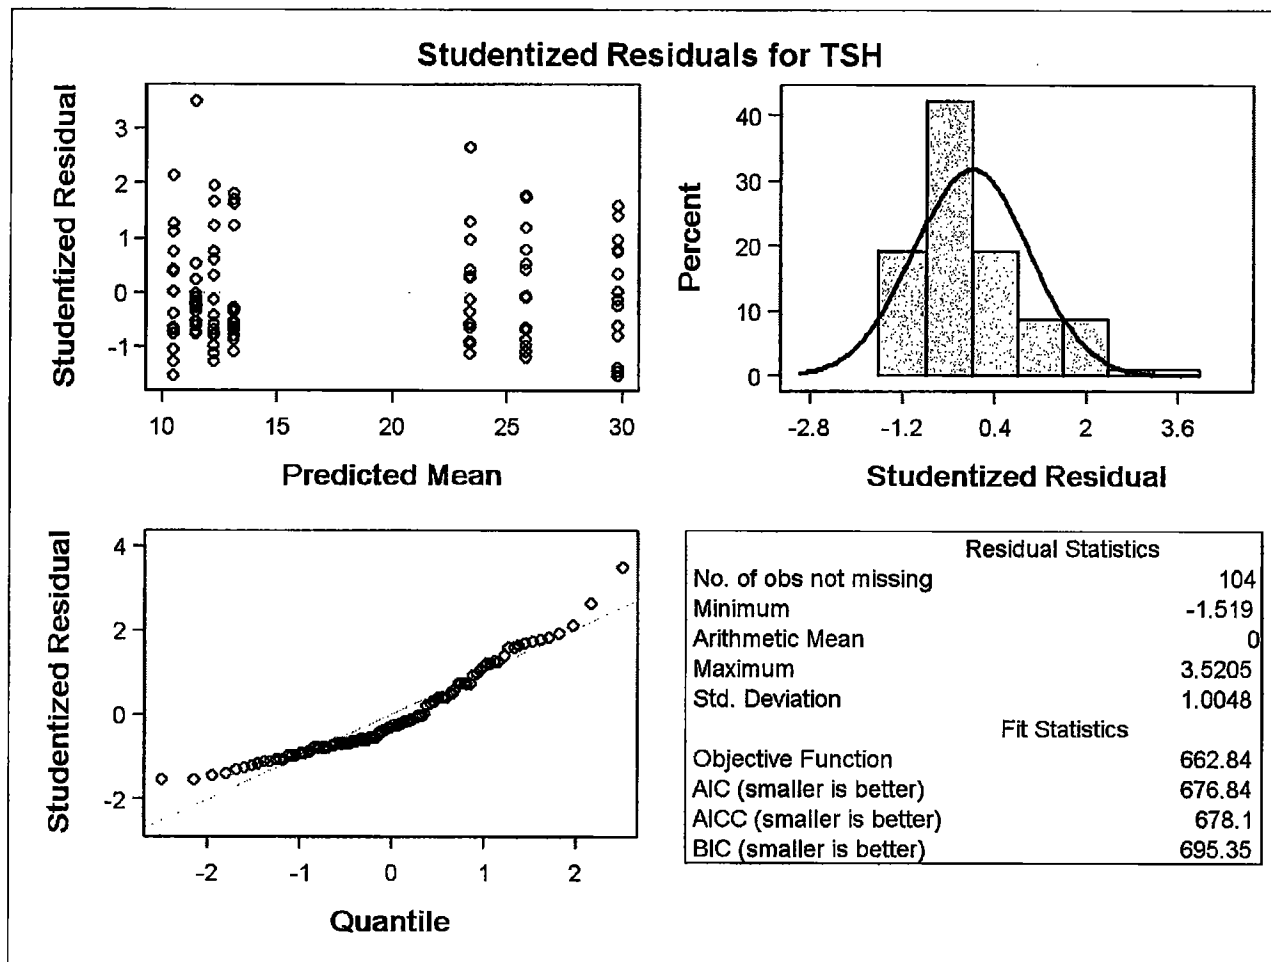 Studentized Residuals for TSH
Studentized Residual
3
2
1
0
-1
10 15 20 25 30
Predicted Mean
Percent
40
30
20
10
0
-2.8 -1.2 0.4 2 3.6
Studentized Residual
Studentized Residual
4
2
0
-2
-2 -1 0 1 2
Quantile
Residual Statistics
No. of obs not missing 104
Minimum -1.519
Arithmetic Mean 0
Maximum 3.5205
Std. Deviation 1.0048
Fit Statistics
Objective Function 662.84
AIC (smaller is better) 676.84
AICC (smaller is better) 678.1
BIC (smaller is better) 695.35